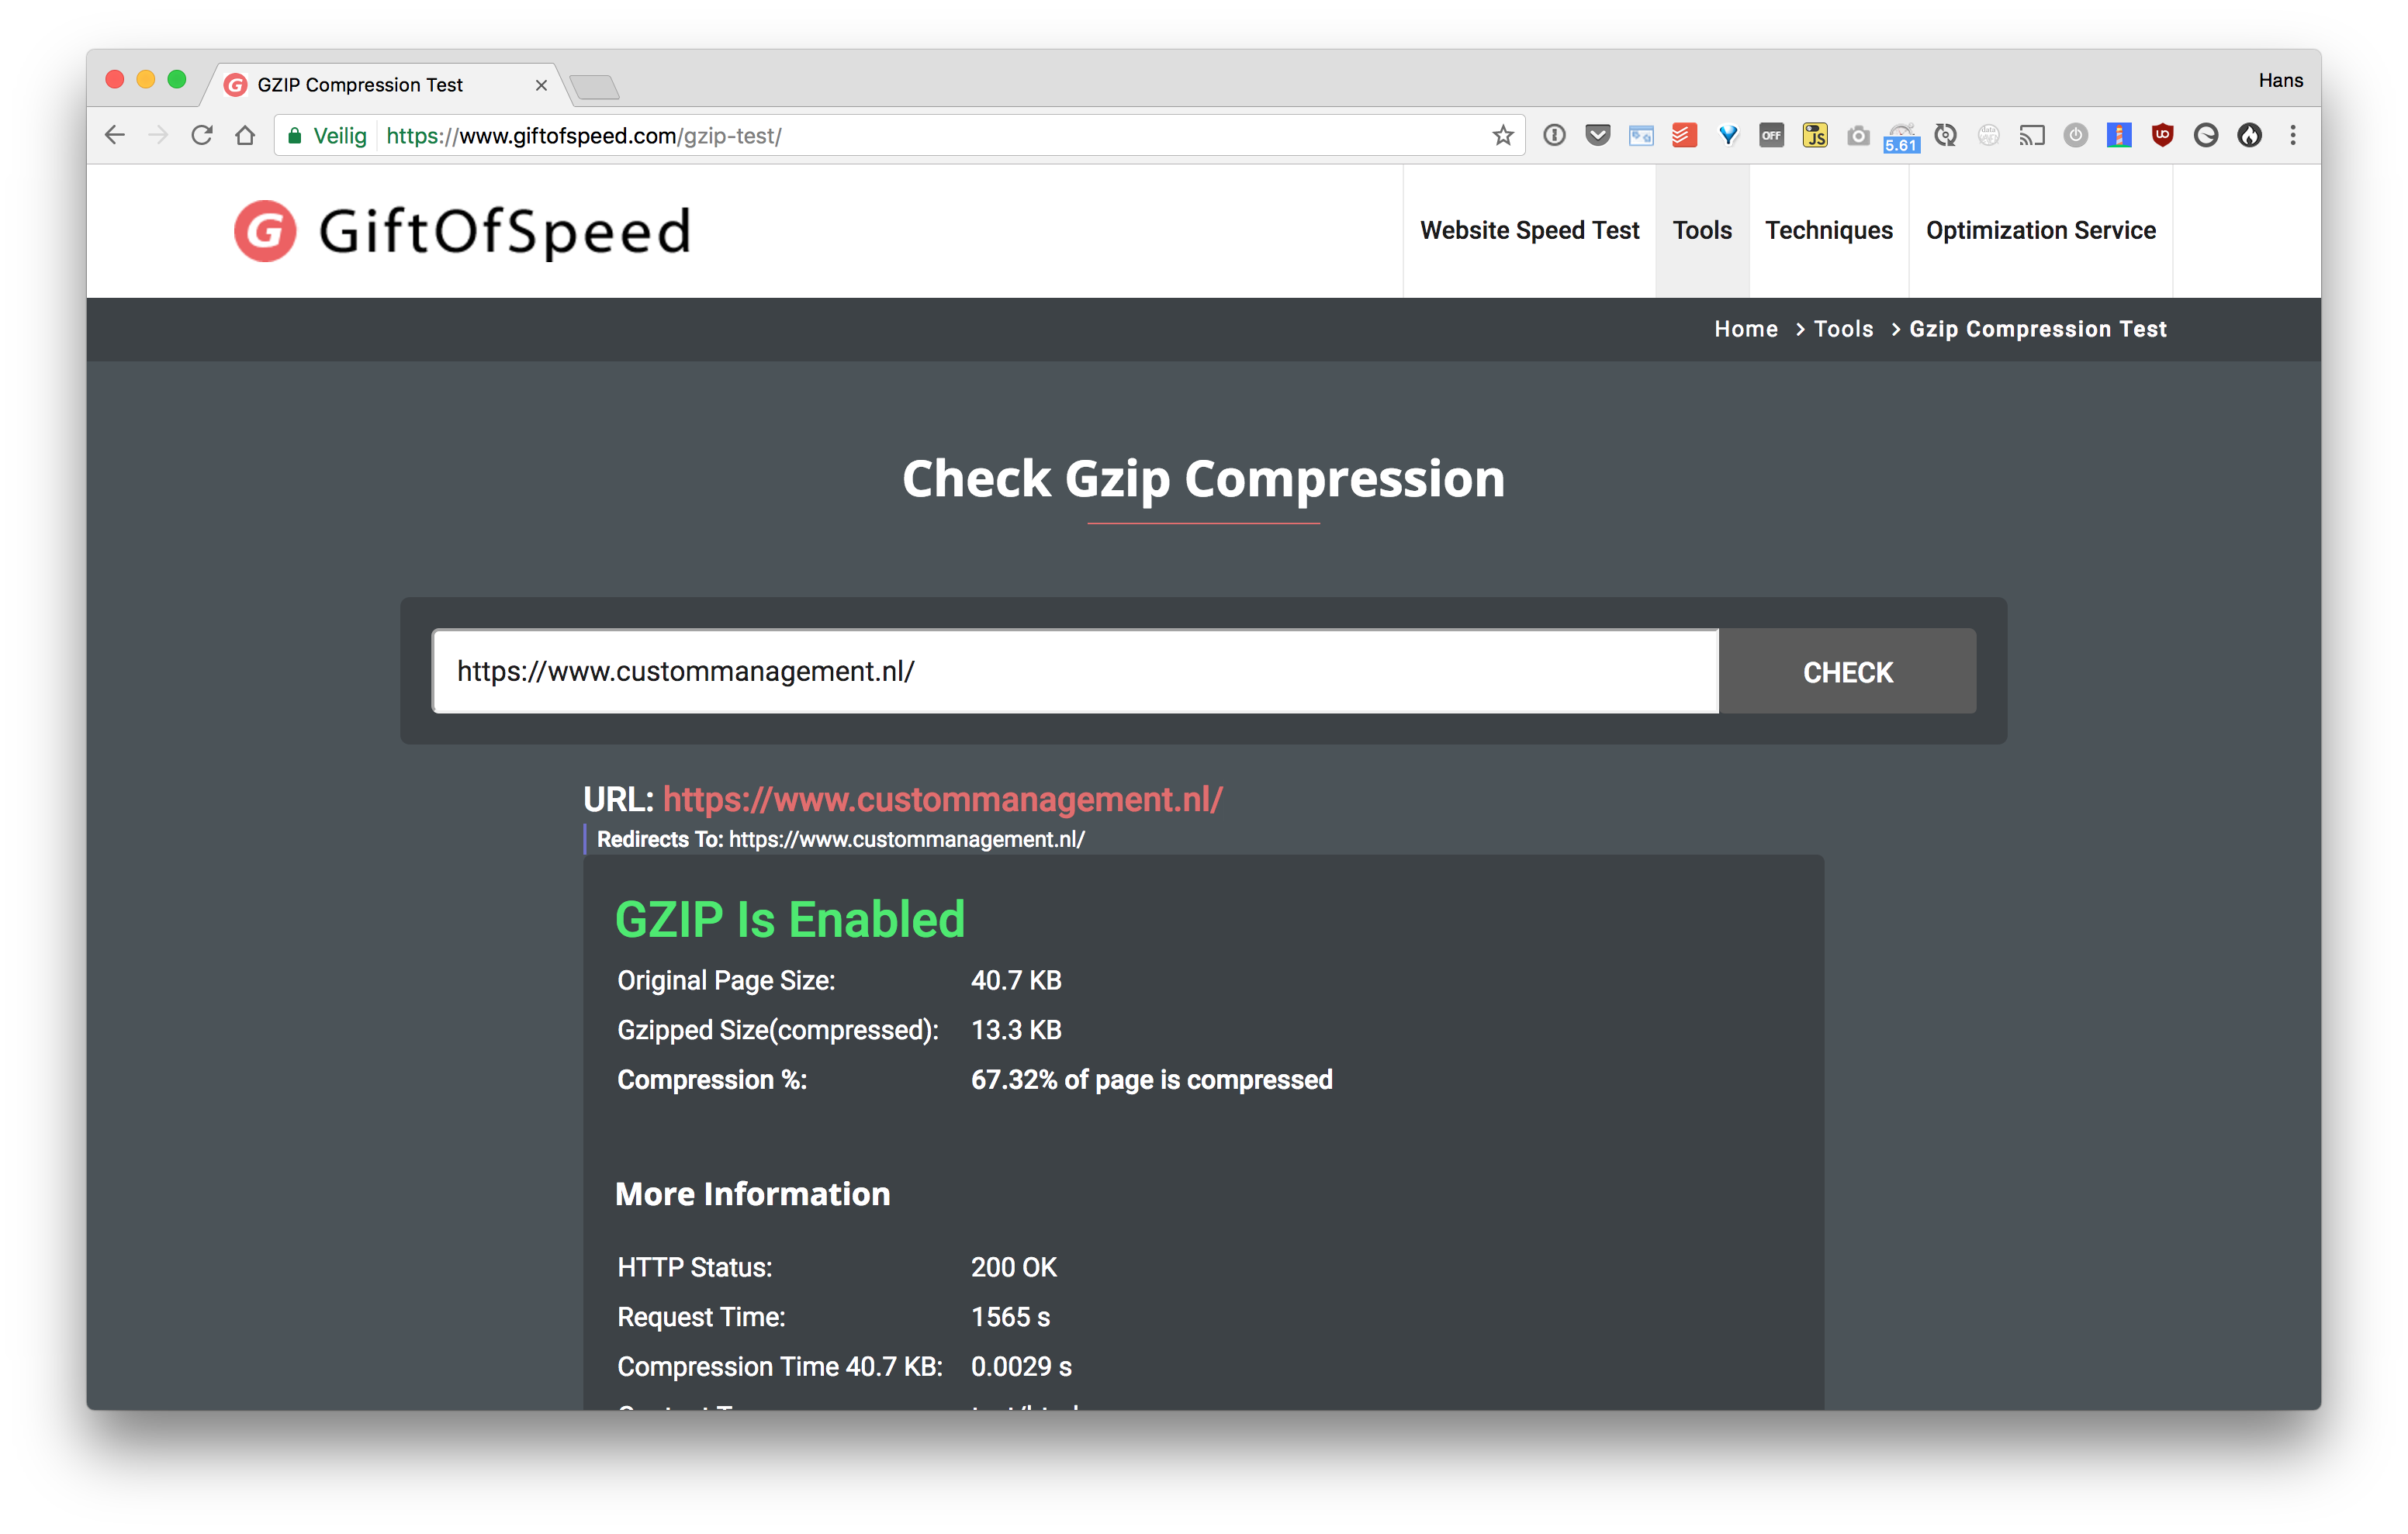 GZIP Compression Test
Hans
Veilig https://www.giftofspeed.com/gzip-test/
OFF
JS
5.61
G GiftOfSpeed
Website Speed Test Tools Techniques Optimization Service
Home > Tools > Gzip Compression Test
Check Gzip Compression
https://www.custommanagement.nl/ CHECK
URL: https://www.custommanagement.nl/
Redirects To: https://www.custommanagement.nl/
GZIP Is Enabled
Original Page Size: 40.7 KB
Gzipped Size(compressed): 13.3 KB
Compression %: 67.32% of page is compressed
More Information
HTTP Status: 200 OK
Request Time: 1565 s
Compression Time 40.7 KB: 0.0029 s